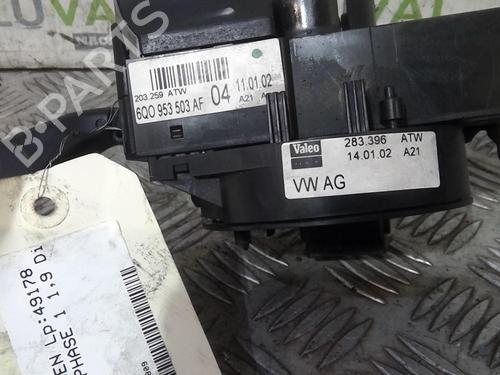 B-PARTS
203.259 ATW
6Q0 953 503 AF 04 11.01.02
A21
Valeo 283.396 ATW
14.01.02 A21
VW AG
EN LP:49178
PHASE 1 1,9 DI